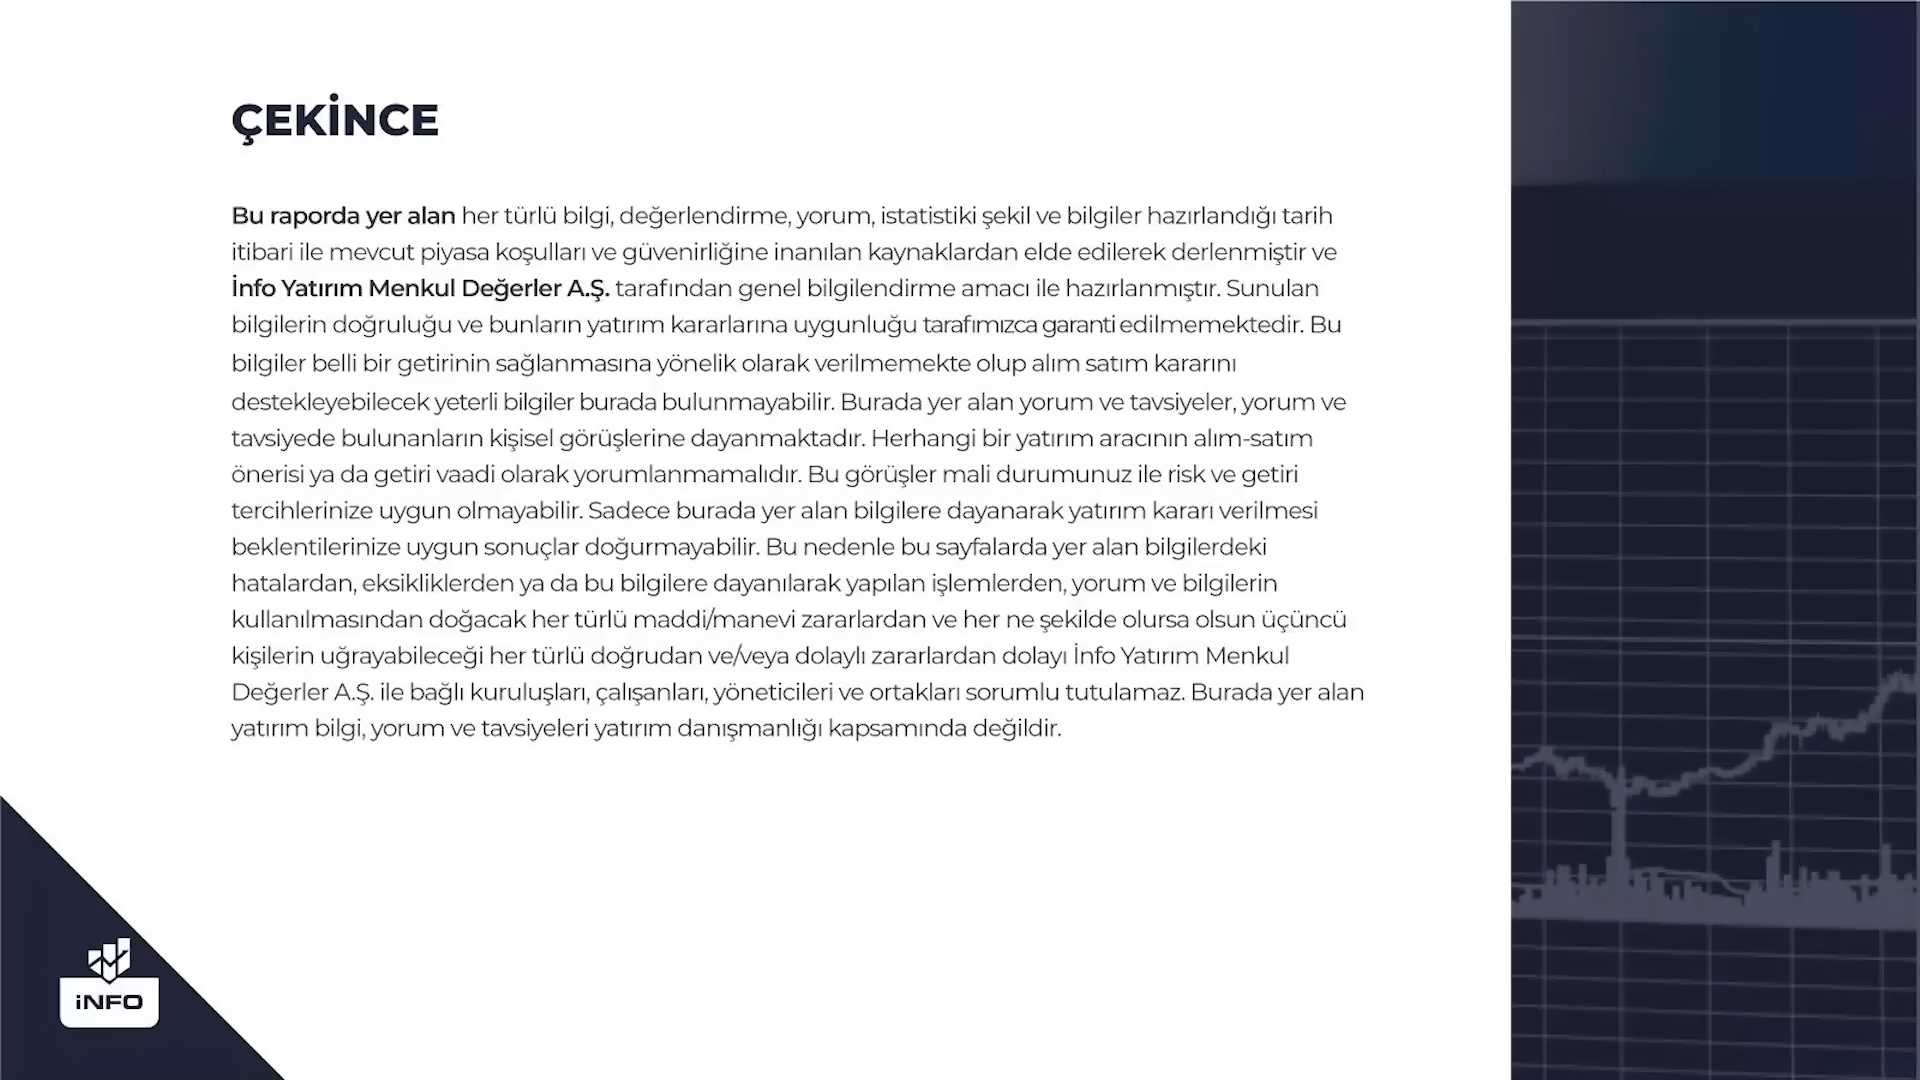 ÇEKİNCE
Bu raporda yer alan her türlü bilgi, değerlendirme, yorum, istatistiki şekil ve bilgiler hazırlandığı tarih
itibari ile mevcut piyasa koşulları ve güvenirliğine inanılan kaynaklardan elde edilerek derlenmiştir ve
İnfo Yatırım Menkul Değerler A.Ş. tarafından genel bilgilendirme amacı ile hazırlanmıştır. Sunulan
bilgilerin doğruluğu ve bunların yatırım kararlarına uygunluğu tarafımızca garanti edilmemektedir. Bu
bilgiler belli bir getirinin sağlanmasına yönelik olarak verilmemekte olup alım satım kararını
destekleyebilecek yeterli bilgiler burada bulunmayabilir. Burada yer alan yorum ve tavsiyeler, yorum ve
tavsiyede bulunanların kişisel görüşlerine dayanmaktadır. Herhangi bir yatırım aracının alım-satım
önerisi ya da getiri vaadi olarak yorumlanmamalıdır. Bu görüşler mali durumunuz ile risk ve getiri
tercihlerinize uygun olmayabilir. Sadece burada yer alan bilgilere dayanarak yatırım kararı verilmesi
beklentilerinize uygun sonuçlar doğurmayabilir. Bu nedenle bu sayfalarda yer alan bilgilerdeki
hatalardan, eksikliklerden ya da bu bilgilere dayanılarak yapılan işlemlerden, yorum ve bilgilerin
kullanılmasından doğacak her türlü maddi/manevi zararlardan ve her ne şekilde olursa olsun üçüncü
kişilerin uğrayabileceği her türlü doğrudan ve/veya dolaylı zararlardan dolayı İnfo Yatırım Menkul
Değerler A.Ş. ile bağlı kuruluşları, çalışanları, yöneticileri ve ortakları sorumlu tutulamaz. Burada yer alan
yatırım bilgi, yorum ve tavsiyeleri yatırım danışmanlığı kapsamında değildir.
iNFO